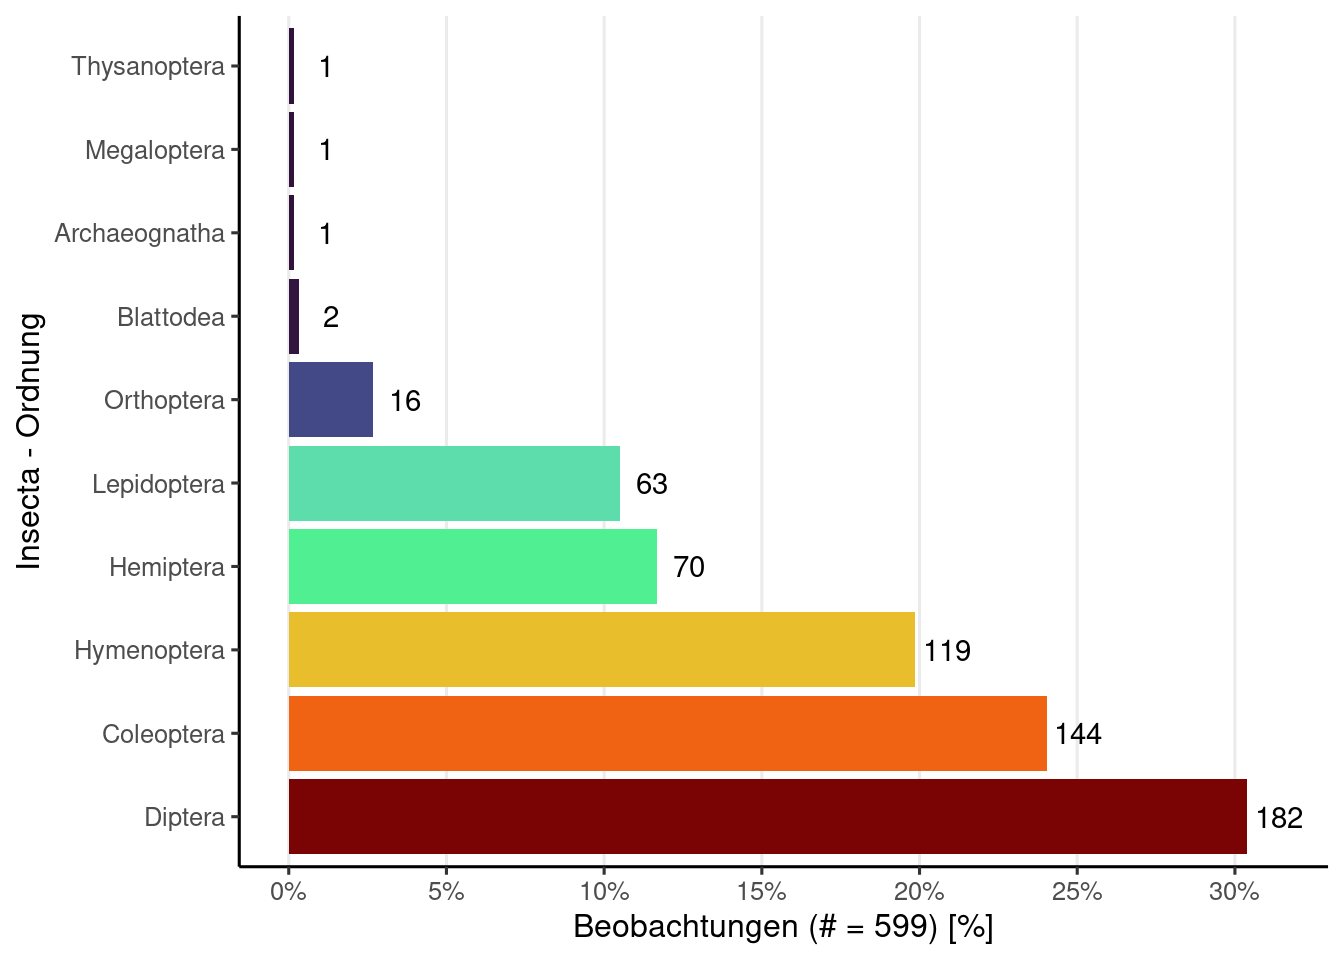 Thysanoptera 1
Megaloptera 1
Archaeognatha 1
Blattodea 2
Orthoptera 16
Lepidoptera 63
Hemiptera 70
Hymenoptera 119
Coleoptera 144
Diptera 182
Insecta - Ordnung
0% 5% 10% 15% 20% 25% 30%
Beobachtungen (# = 599) [%]